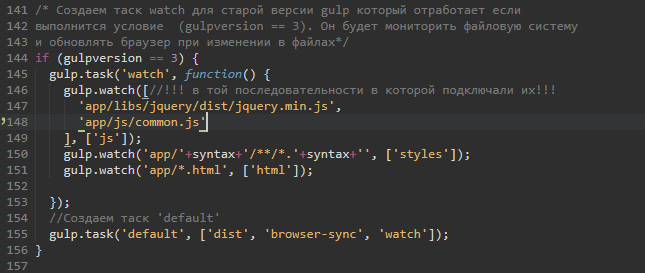 141 /* Создаем таск watch для старой версии gulp который отработает если
142 выполнится условие  (gulpversion == 3). Он будет мониторить файловую систему
143 и обновлять браузер при изменении в файлах*/
144 if (gulpversion == 3) {
145   gulp.task('watch', function() {
146     gulp.watch([//!!! в той последовательности в которой подключали их!!!
147       'app/libs/jquery/dist/jquery.min.js',
148       'app/js/common.js'
149     ], ['js']);
150     gulp.watch('app/'+syntax+'/**/*.'+syntax+'', ['styles']);
151     gulp.watch('app/*.html', ['html']);
152
153   });
154   //Создаем таск 'default'
155   gulp.task('default', ['dist', 'browser-sync', 'watch']);
156 }
157